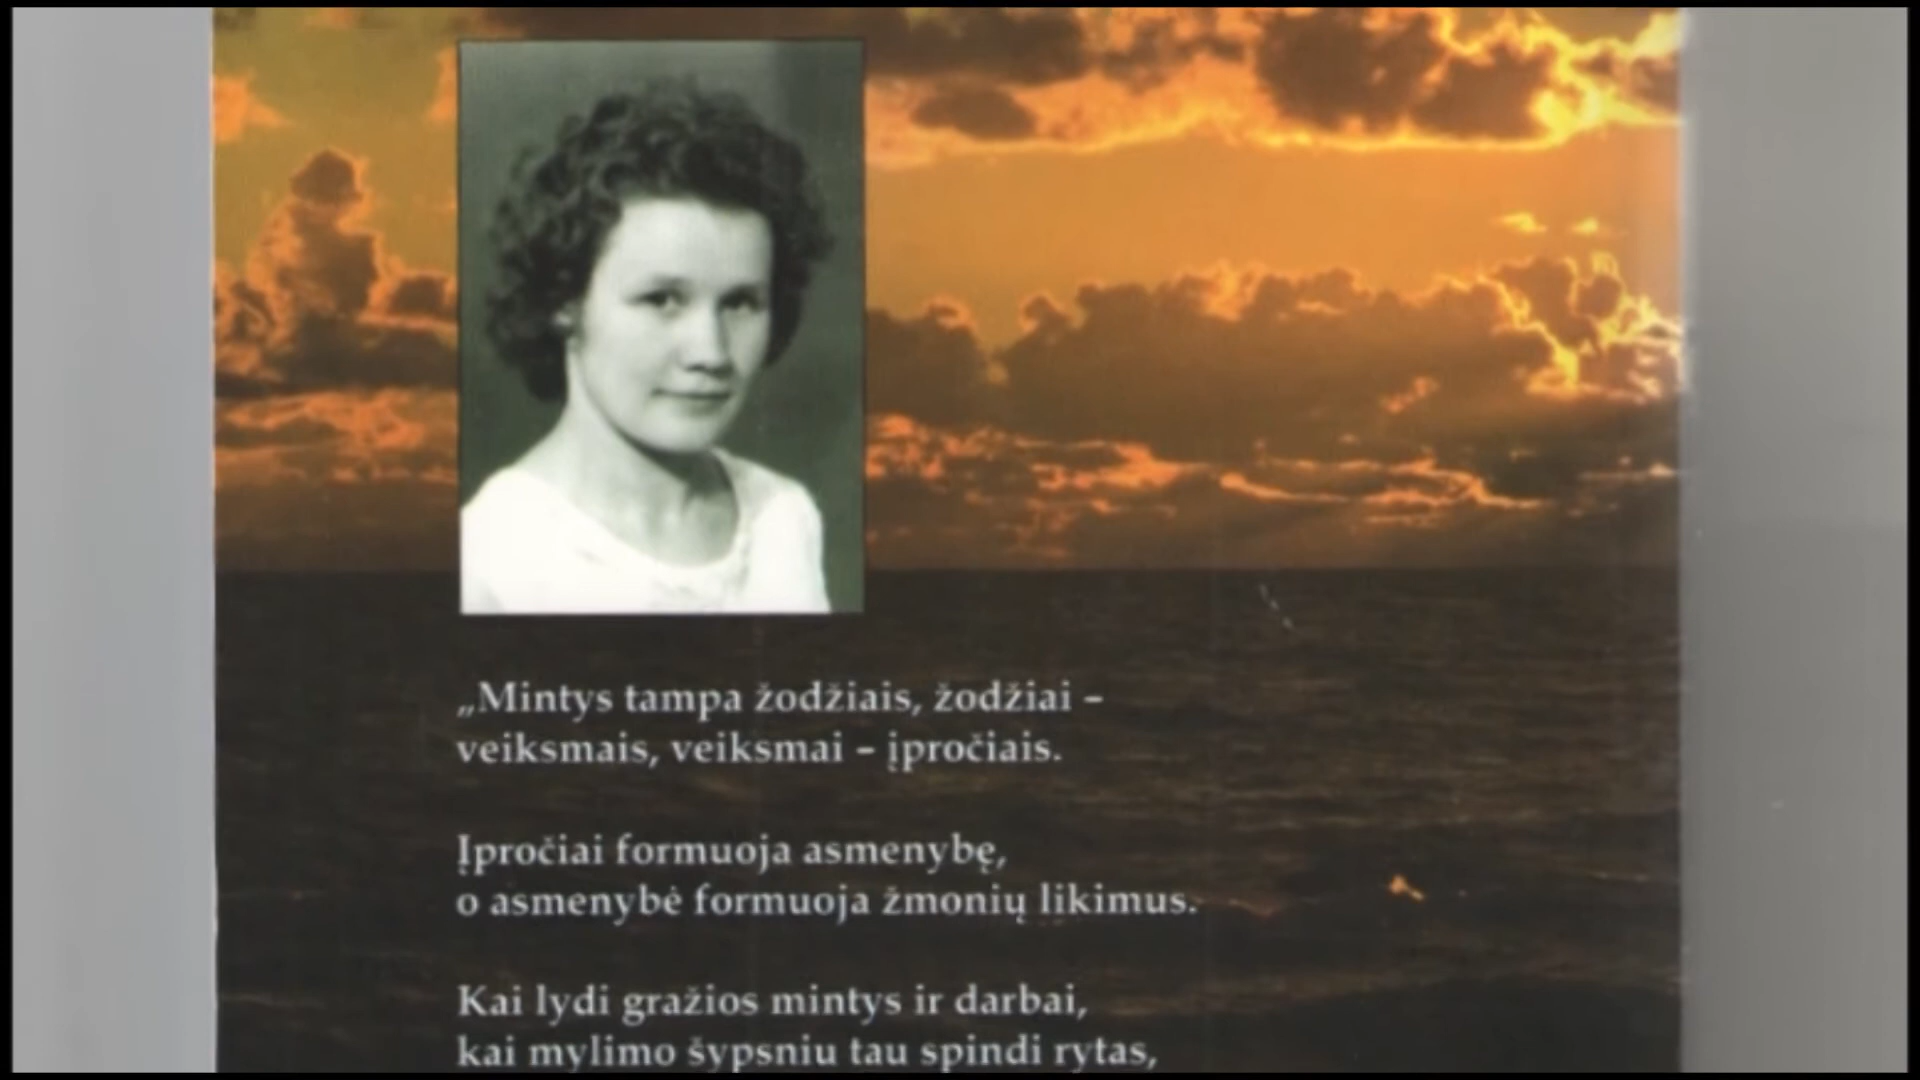 „Mintys tampa žodžiais, žodžiai –
veiksmais, veiksmai – įpročiais.
Įpročiai formuoja asmenybę,
o asmenybė formuoja žmonių likimus.
Kai lydi gražios mintys ir darbai,
kai mylimo šypsniu tau spindi rytas,